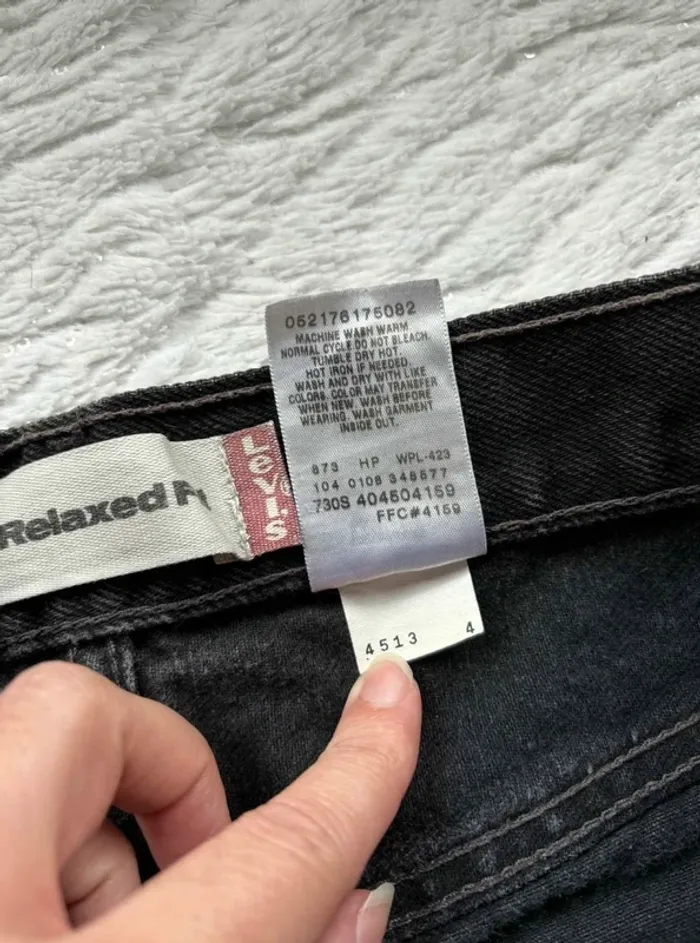 052176175082
MACHINE WASH WARM
NORMAL CYCLE DO NOT BLEACH.
TUMBLE DRY HOT.
HOT IRON IF NEEDED.
WASH AND DRY WITH LIKE
COLORS. COLOR MAY TRANSFER
WHEN NEW. WASH BEFORE
WEARING. WASH GARMENT
INSIDE OUT.
873 HP WPL-423
104 0108 348577
730S 404504159
FFC#4159
Relaxed
LEVI'S®
4513 4